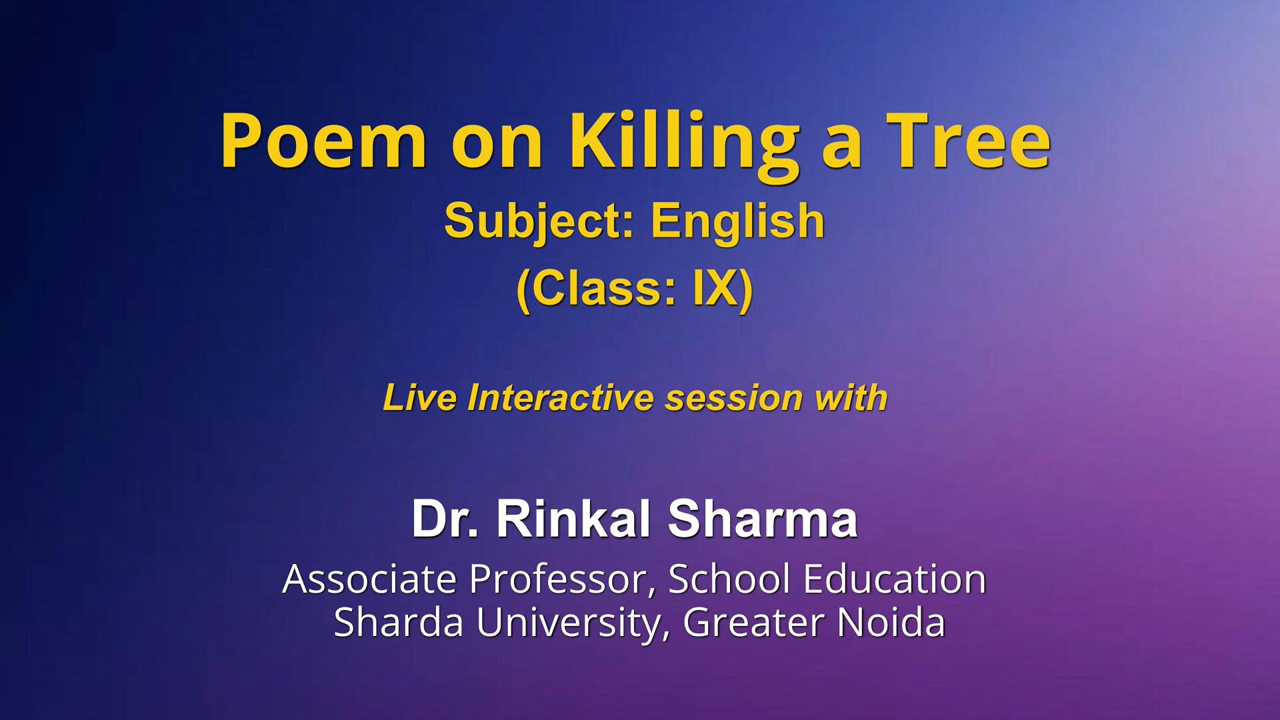 Poem on Killing a Tree
Subject: English
(Class: IX)
Live Interactive session with
Dr. Rinkal Sharma
Associate Professor, School Education
Sharda University, Greater Noida